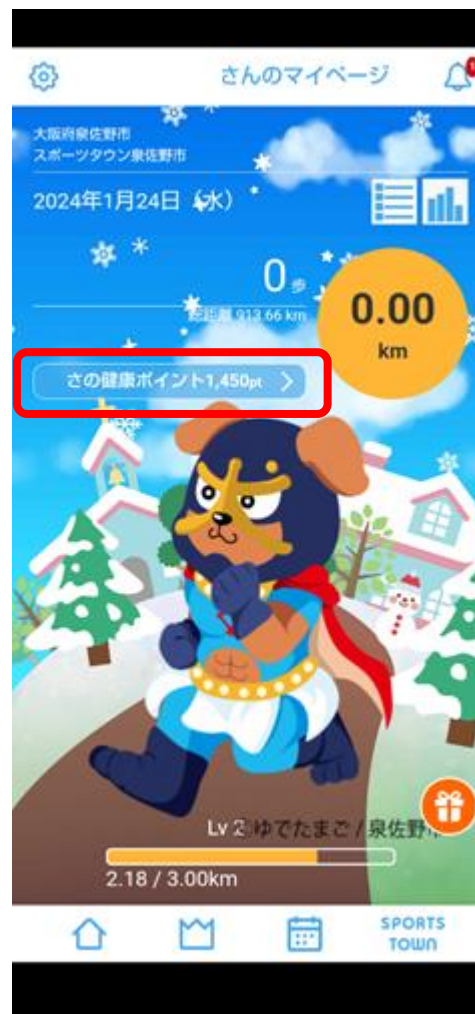 さんのマイページ
大阪府泉佐野市
スポーツタウン泉佐野市
2024年1月24日（水）
0 歩
総距離 913.66 km
0.00
km
さの健康ポイント1,450pt
Lv 2 ゆでたまご / 泉佐野市
2.18 / 3.00km
SPORTS
TOWN